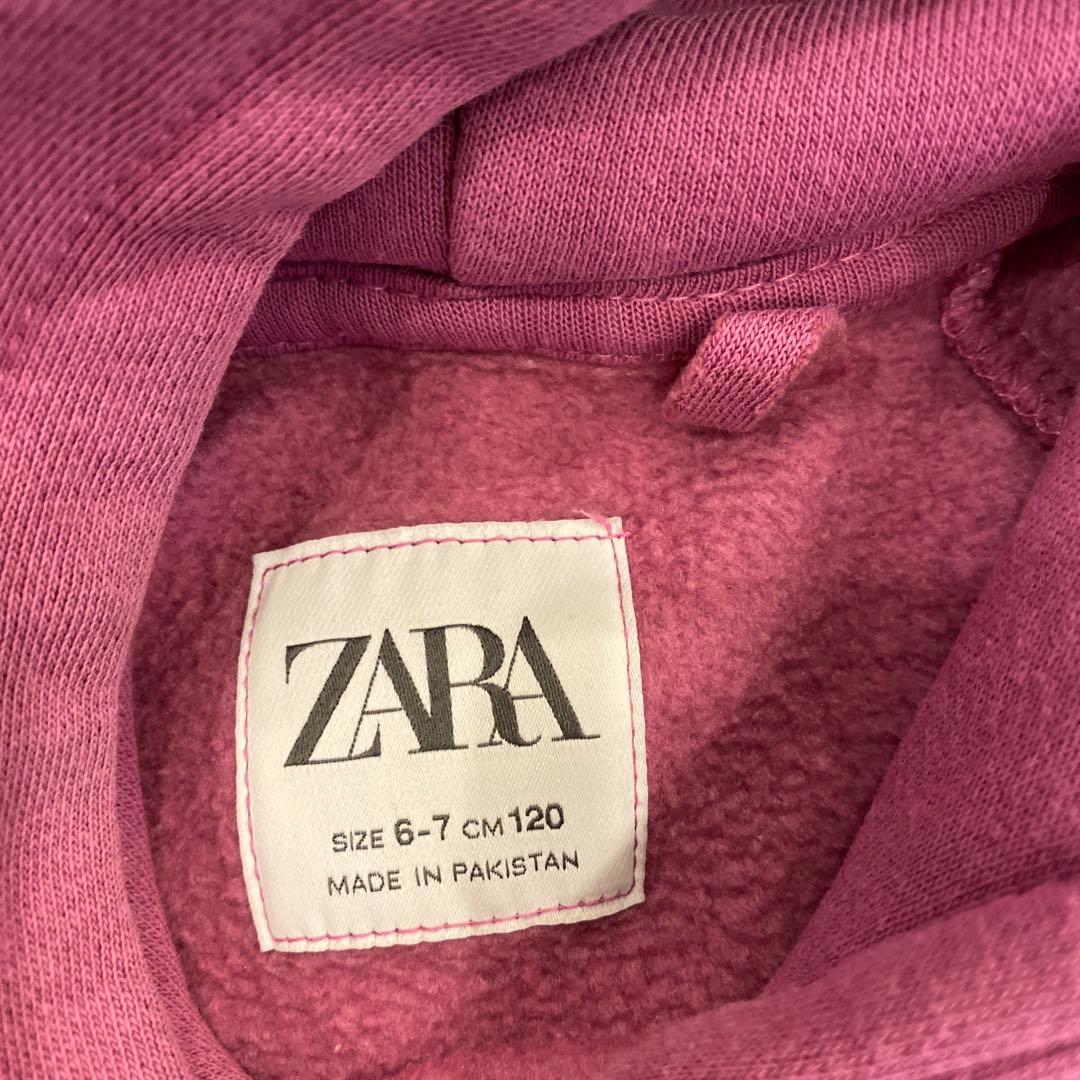 ZARA
SIZE 6-7 CM 120
MADE IN PAKISTAN